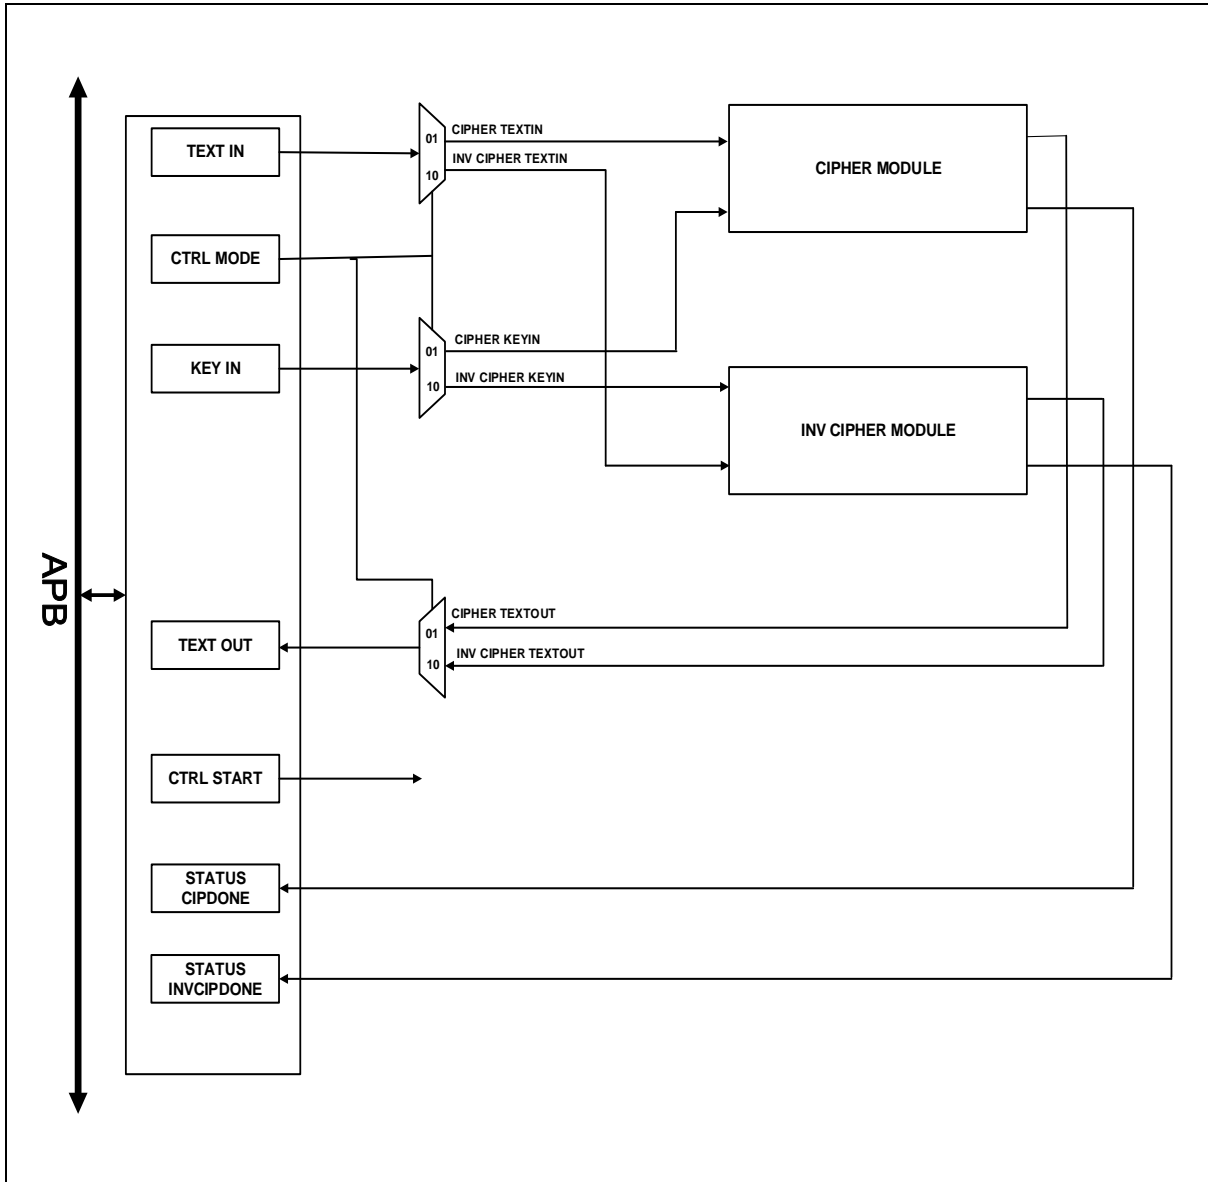 TEXT IN
01
10
CIPHER TEXTIN
INV CIPHER TEXTIN
CIPHER MODULE
CTRL MODE
KEY IN
01
10
CIPHER KEYIN
INV CIPHER KEYIN
INV CIPHER MODULE
APB
TEXT OUT
01
10
CIPHER TEXTOUT
INV CIPHER TEXTOUT
CTRL START
STATUS
CIPDONE
STATUS
INVCIPDONE